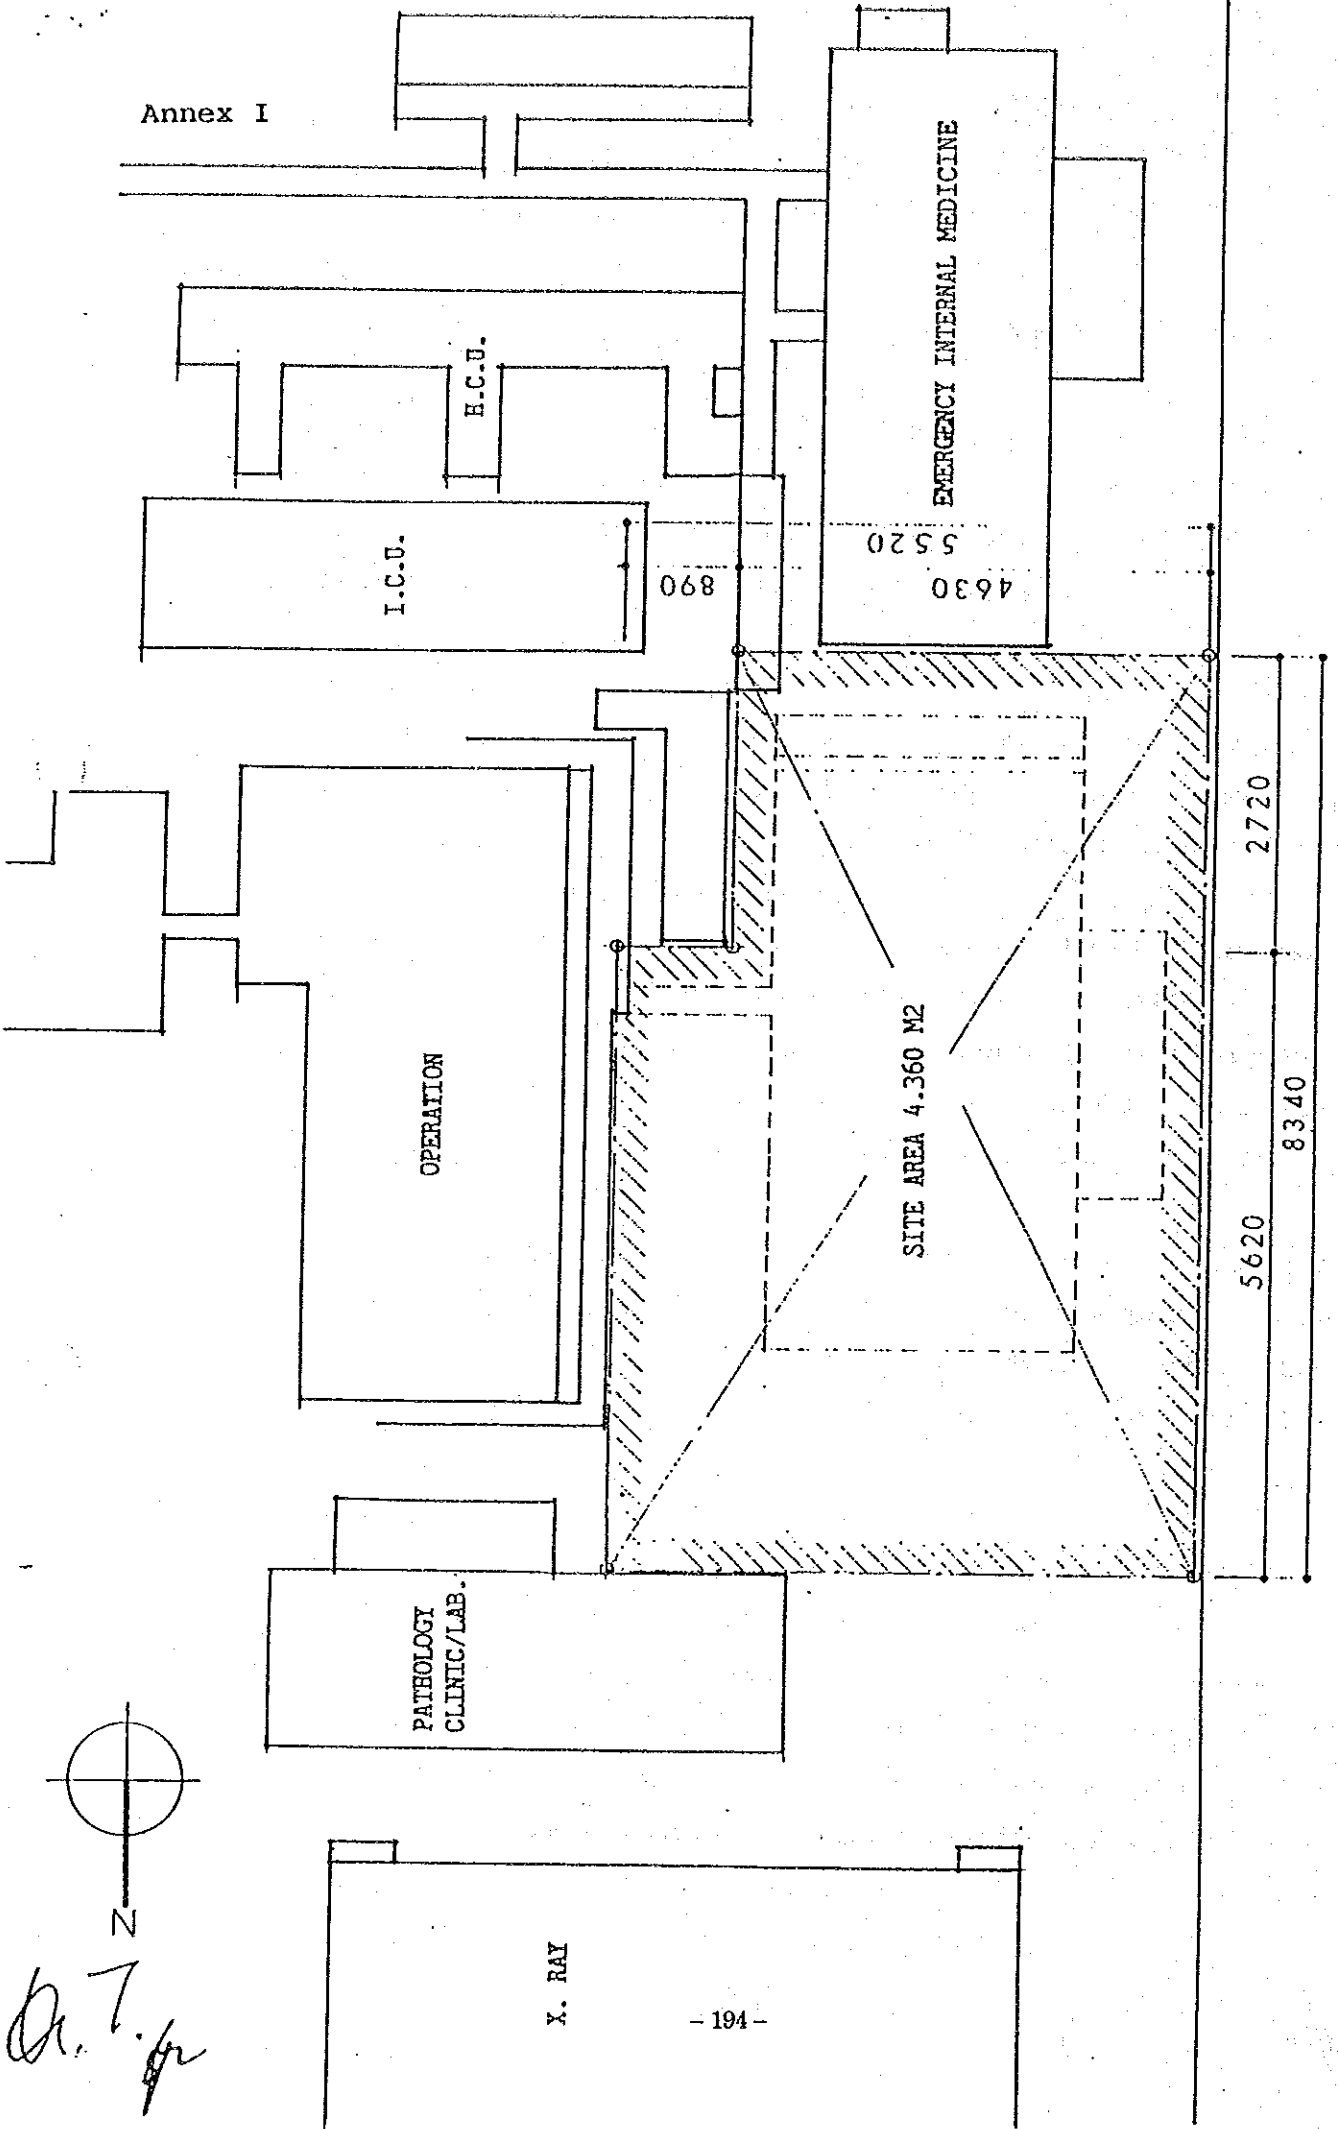 Annex I
H.C.U.
I.C.U.
EMERGENCY INTERNAL MEDICINE
5520
890
4630
OPERATION
2720
SITE AREA 4.360 M2
5620
8340
PATHOLOGY
CLINIC/LAB.
N
X. RAY
- 194 -